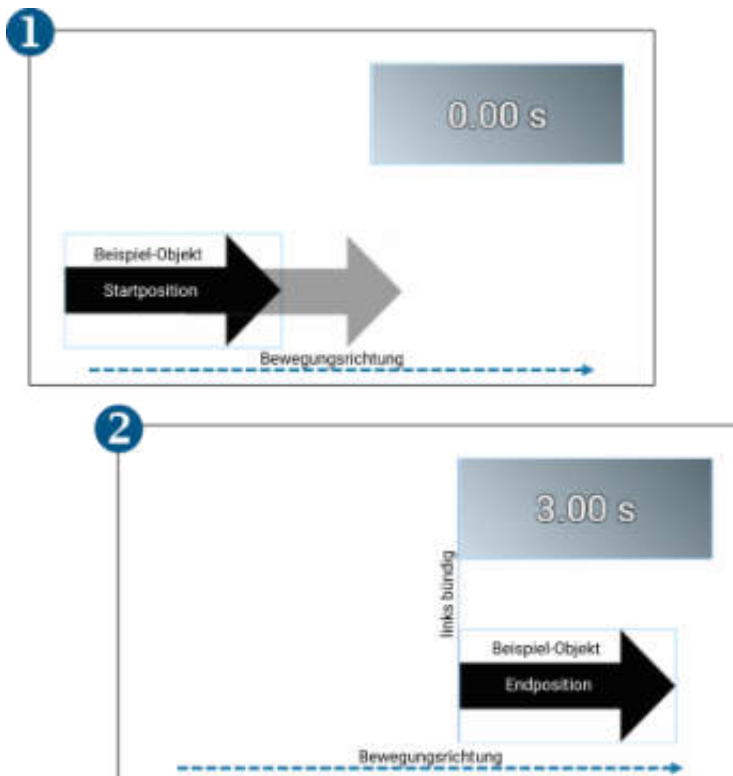 1
0.00 s
Beispiel-Objekt
Startposition
Bewegungsrichtung
2
3.00 s
links bündig
Beispiel-Objekt
Endposition
Bewegungsrichtung